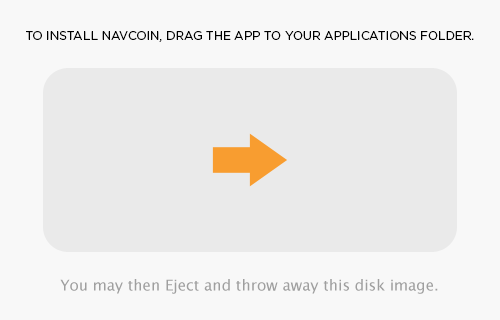 TO INSTALL NAVCOIN, DRAG THE APP TO YOUR APPLICATIONS FOLDER.
You may then Eject and throw away this disk image.